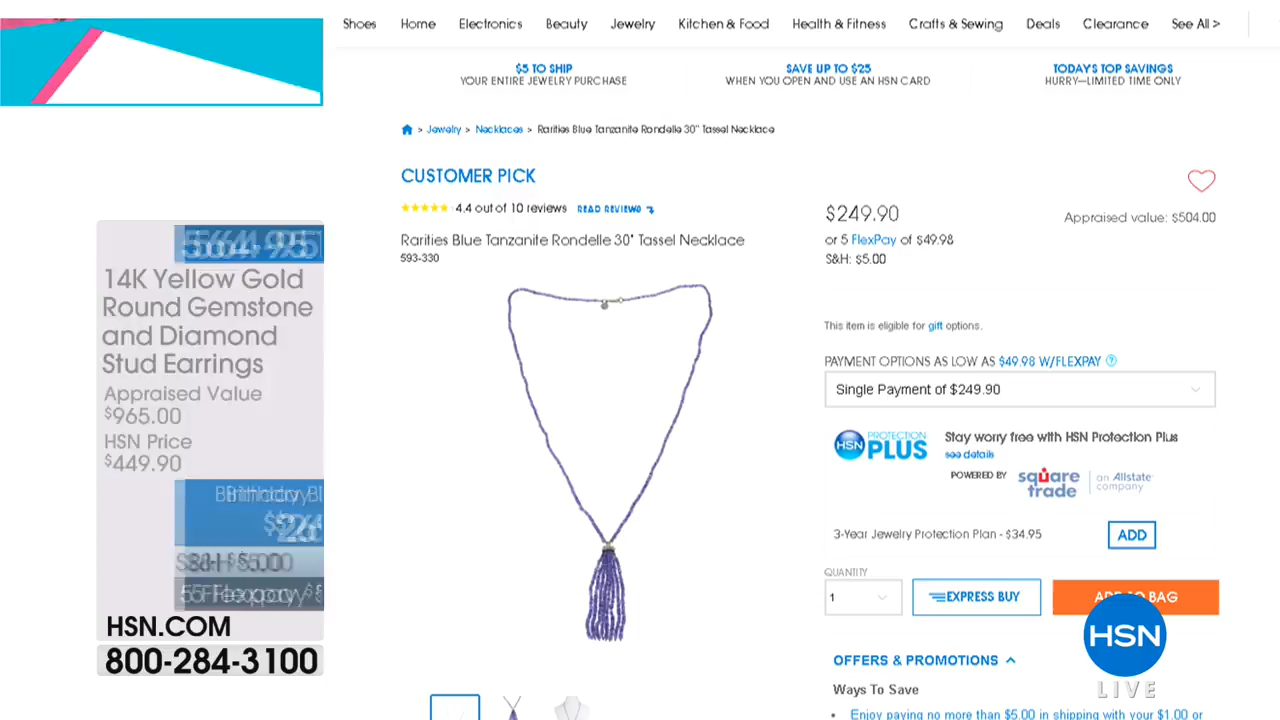 Shoes Home Electronics Beauty Jewelry Kitchen & Food Health & Fitness Crafts & Sewing Deals Clearance See All >
$5 TO SHIP
YOUR ENTIRE JEWELRY PURCHASE
SAVE UP TO $25
WHEN YOU OPEN AND USE AN HSN CARD
TODAY'S TOP SAVINGS
HURRY—LIMITED TIME ONLY
> Jewelry > Necklaces > Rarities Blue Tanzanite Rondelle 30" Tassel Necklace
CUSTOMER PICK
4.4 out of 10 reviews READ REVIEWS
Rarities Blue Tanzanite Rondelle 30" Tassel Necklace
593-330
$249.90
Appraised value: $504.00
or 5 FlexPay of $49.98
S&H: $5.00
This item is eligible for gift options.
PAYMENT OPTIONS AS LOW AS $49.98 W/FLEXPAY ?
Single Payment of $249.90
HSN PROTECTION PLUS
Stay worry free with HSN Protection Plus
see details
POWERED BY square trade an Allstate company
3-Year Jewelry Protection Plan - $34.95
ADD
QUANTITY
1
EXPRESS BUY
ADD TO BAG
OFFERS & PROMOTIONS
Ways To Save
• Enjoy paying no more than $5.00 in shipping with your $1.00 or
14K Yellow Gold
Round Gemstone
and Diamond
Stud Earrings
Appraised Value
$965.00
HSN Price
$449.90
S&H $5.00
HSN.COM
800-284-3100
HSN
LIVE